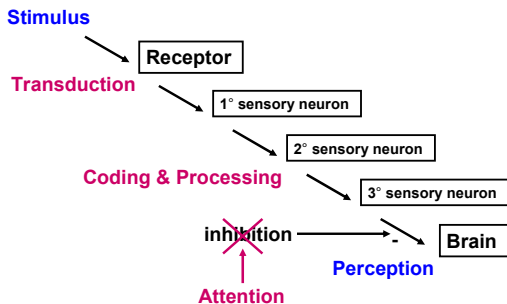 Stimulus
Receptor
Transduction
1° sensory neuron
2° sensory neuron
Coding & Processing
3° sensory neuron
inhibition
-
Brain
Perception
Attention